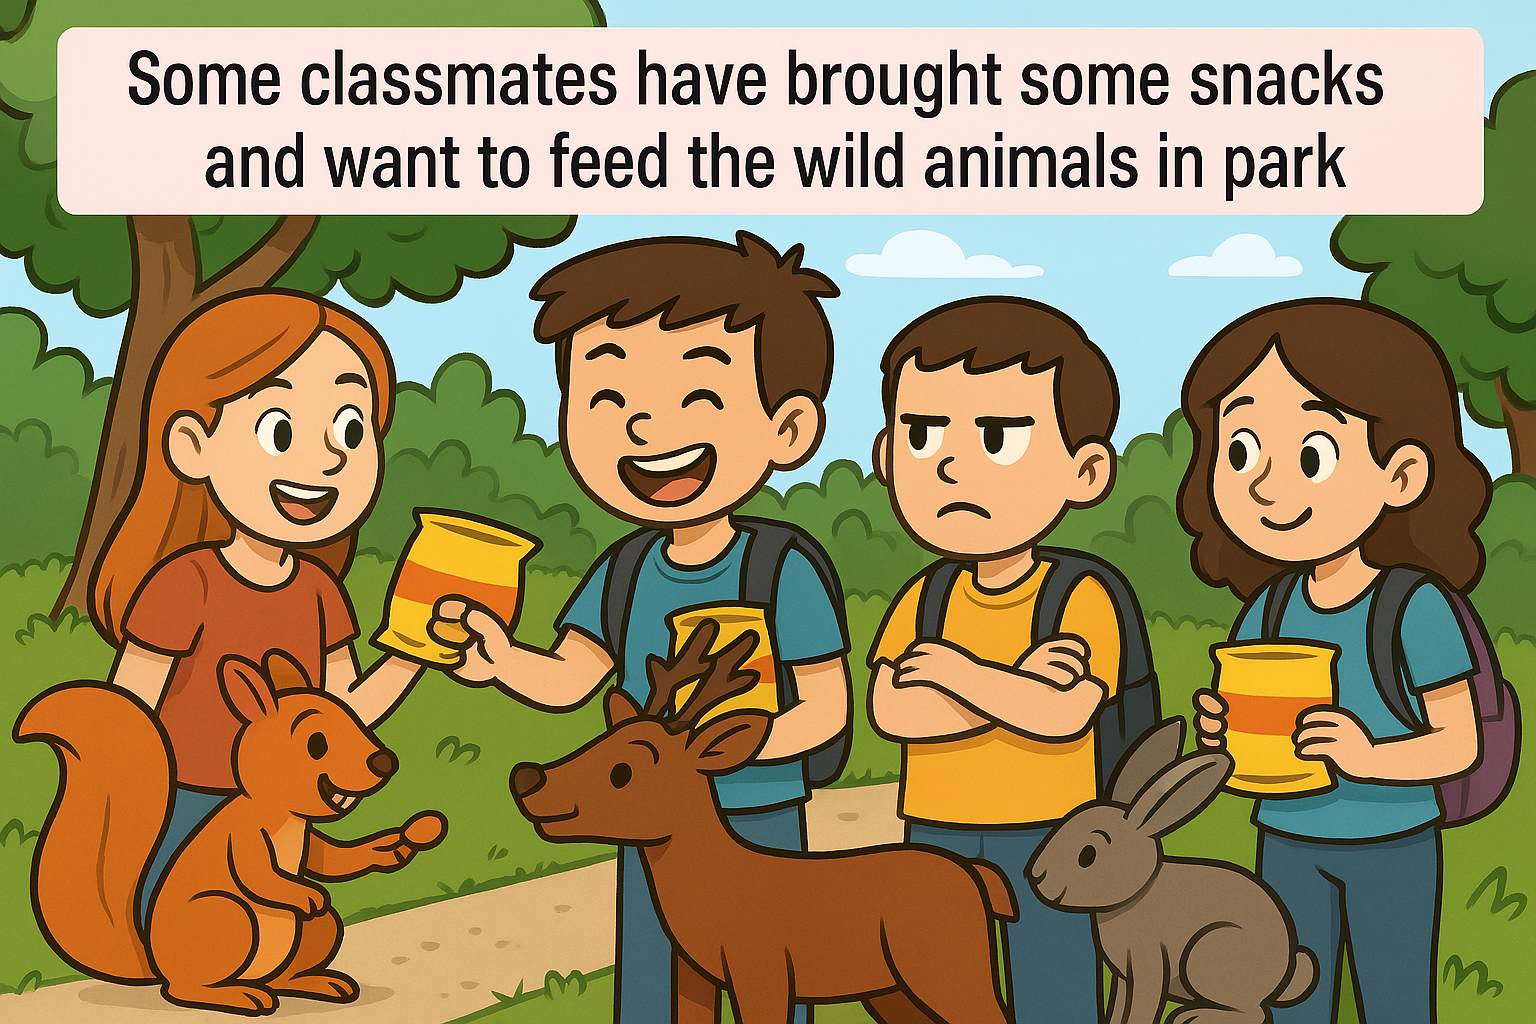 Some classmates have brought some snacks
and want to feed the wild animals in park